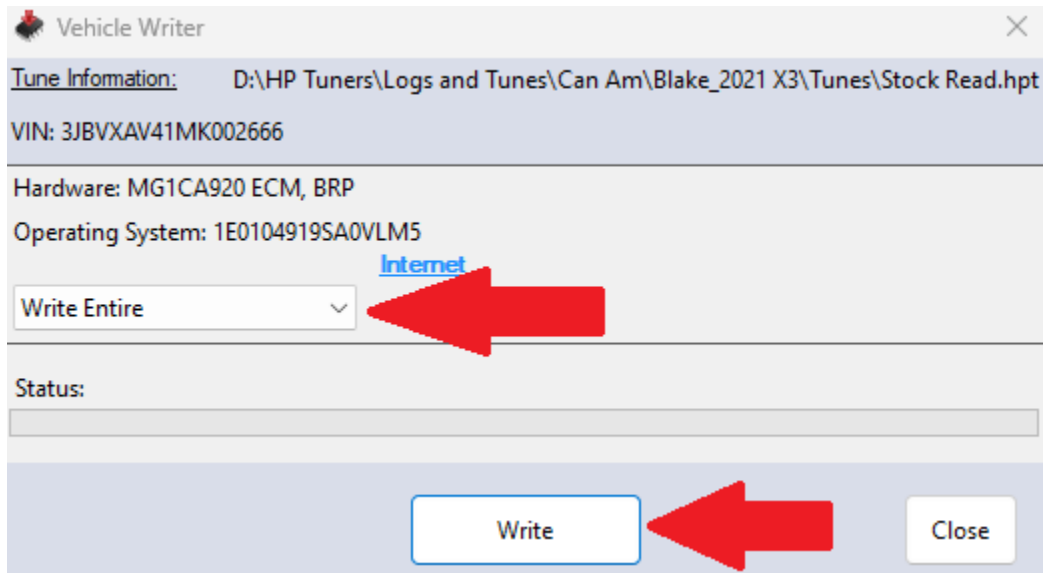 Vehicle Writer
Tune Information: D:\HP Tuners\Logs and Tunes\Can Am\Blake_2021 X3\Tunes\Stock Read.hpt
VIN: 3JBVXAV41MK002666
Hardware: MG1CA920 ECM, BRP
Operating System: 1E0104919SA0VLM5
Internet
Write Entire
Status:
Write Close